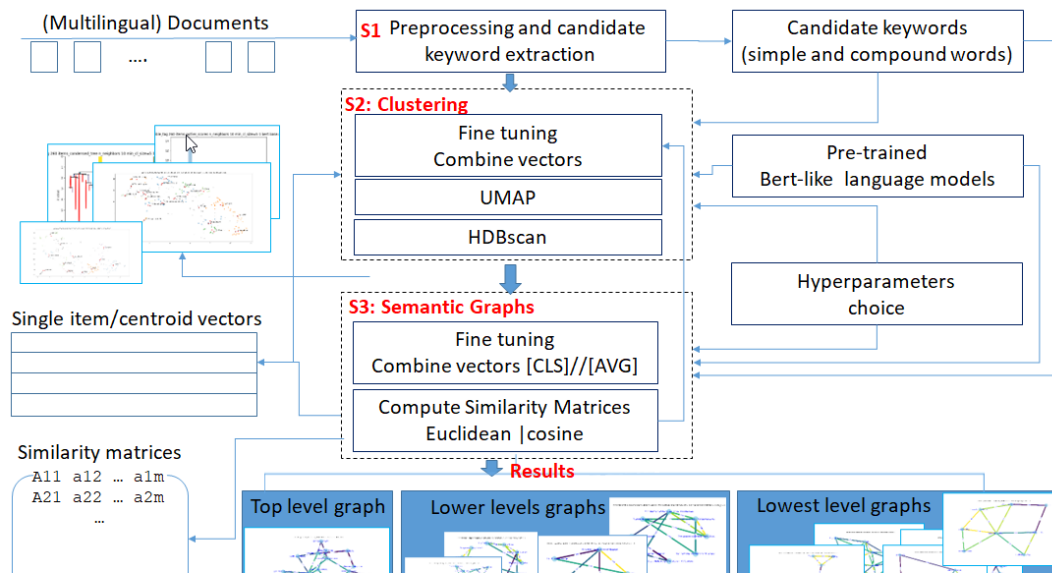 (Multilingual) Documents
….
S1 Preprocessing and candidate
keyword extraction
Candidate keywords
(simple and compound words)
S2: Clustering
Fine tuning
Combine vectors
UMAP
HDBscan
Pre-trained
Bert-like language models
Hyperparameters
choice
S3: Semantic Graphs
Fine tuning
Combine vectors [CLS]//[AVG]
Compute Similarity Matrices
Euclidean |cosine
Single item/centroid vectors
Similarity matrices
A11 a12 … a1m
A21 a22 … a2m
…
Results
Top level graph
Lower levels graphs
Lowest level graphs